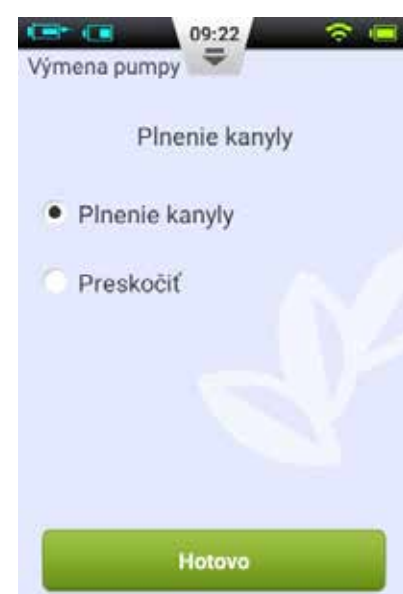 09:22
Výmena pumpy
Plnenie kanyly
Plnenie kanyly
Preskočiť
Hotovo